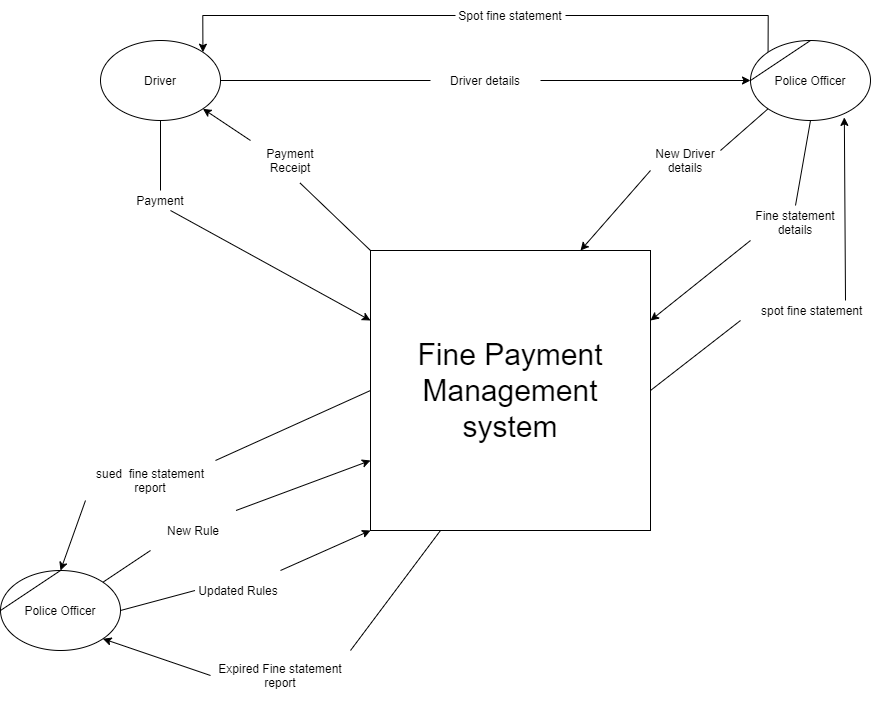 Spot fine statement
Driver
Driver details
Police Officer
Payment
Receipt
New Driver
details
Payment
Fine statement
details
spot fine statement
Fine Payment
Management
system
sued  fine statement
report
New Rule
Updated Rules
Police Officer
Expired Fine statement
report